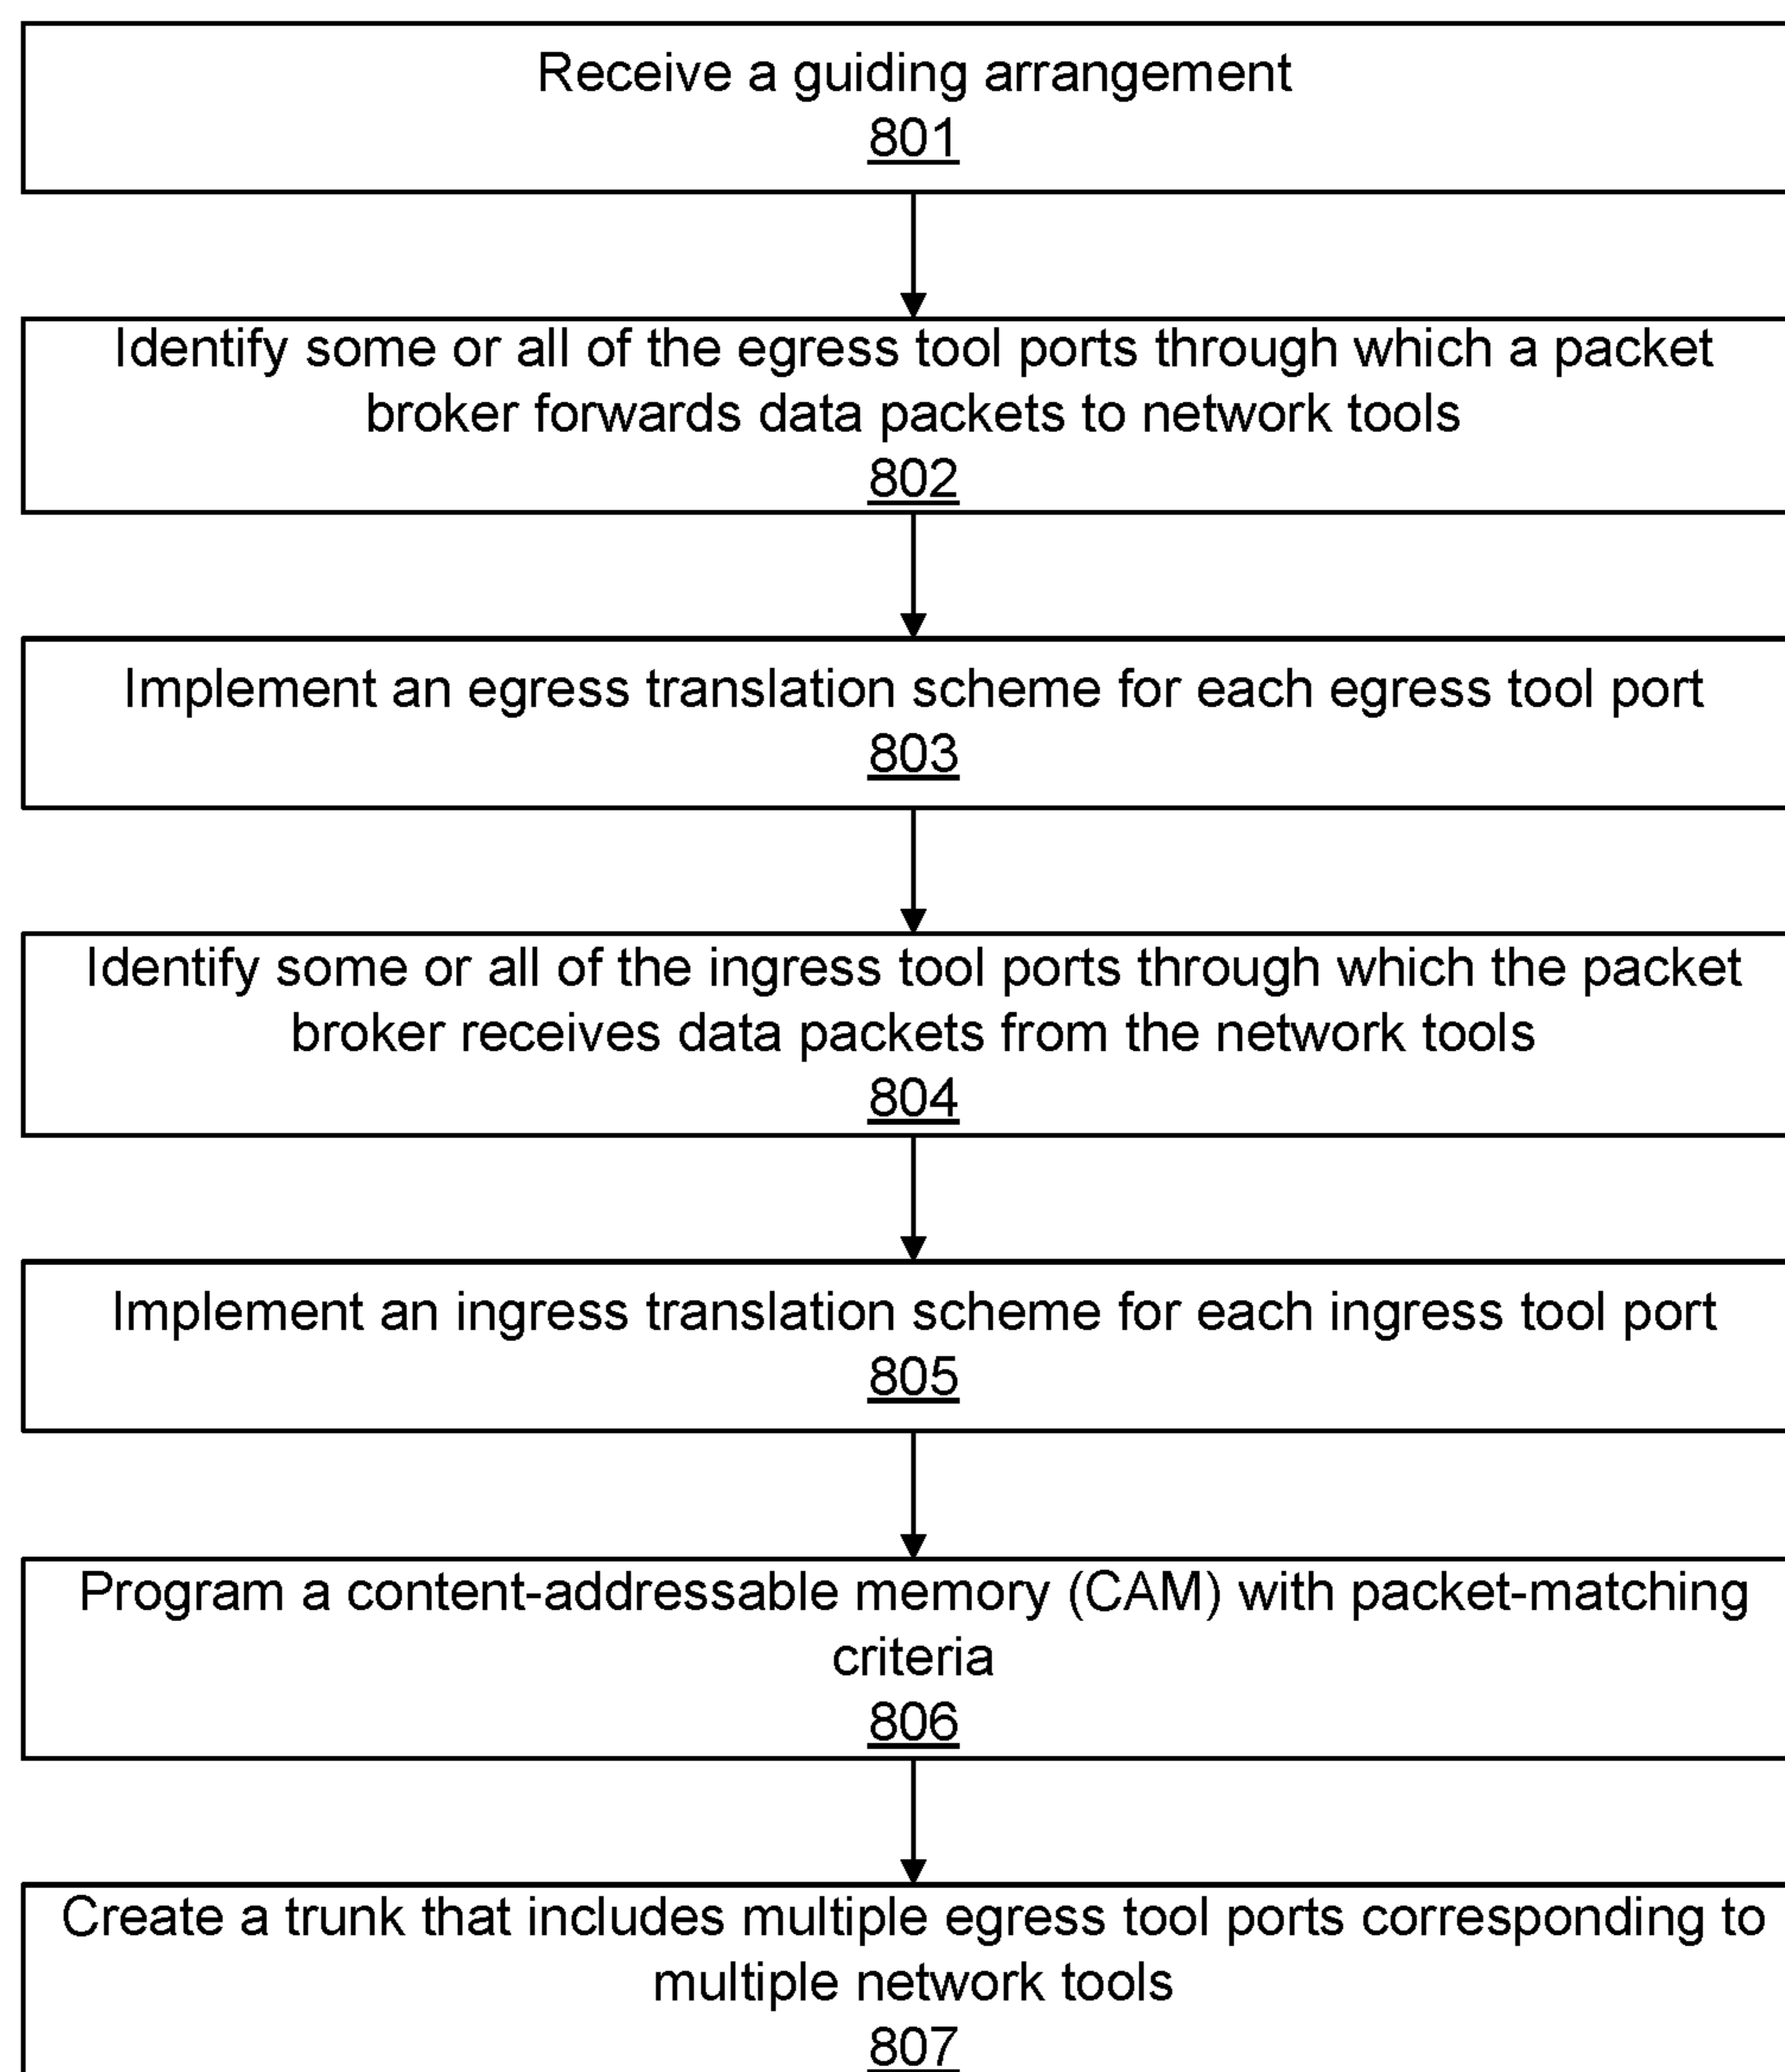 Receive a guiding arrangement
801
Identify some or all of the egress tool ports through which a packet
broker forwards data packets to network tools
802
Implement an egress translation scheme for each egress tool port
803
Identify some or all of the ingress tool ports through which the packet
broker receives data packets from the network tools
804
Implement an ingress translation scheme for each ingress tool port
805
Program a content-addressable memory (CAM) with packet-matching
criteria
806
Create a trunk that includes multiple egress tool ports corresponding to
multiple network tools
807